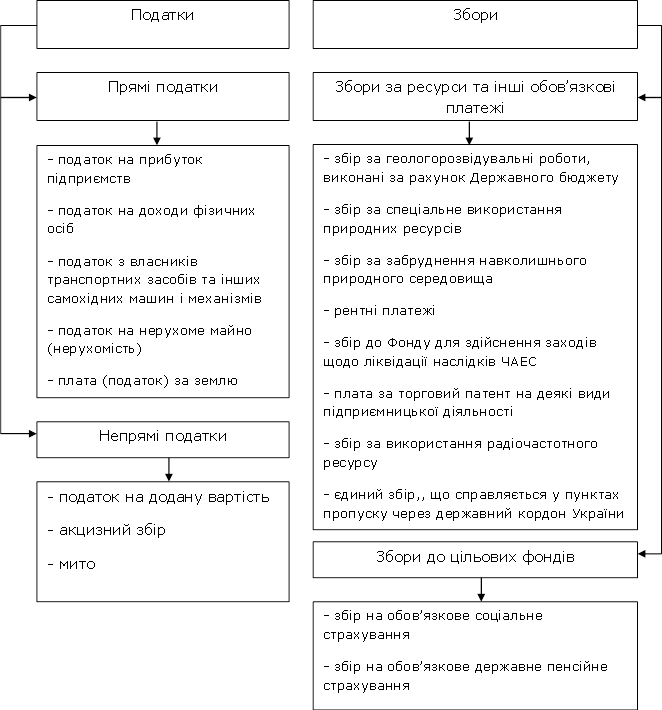 Податки
Прямі податки
– податок на прибуток
підприємств
– податок на доходи фізичних
осіб
– податок з власників
транспортних засобів та інших
самохідних машин і механізмів
– податок на нерухоме майно
(нерухомість)
– плата (податок) за землю
Непрямі податки
– податок на додану вартість
– акцизний збір
– мито
Збори
Збори за ресурси та інші обов’язкові
платежі
– збір за геологорозвідувальні роботи,
виконані за рахунок Державного бюджету
– збір за спеціальне використання
природних ресурсів
– збір за забруднення навколишнього
природного середовища
– рентні платежі
– збір до Фонду для здійснення заходів
щодо ліквідації наслідків ЧАЕС
– плата за торговий патент на деякі види
підприємницької діяльності
– збір за використання радіочастотного
ресурсу
– єдиний збір,, що справляється у пунктах
пропуску через державний кордон України
Збори до цільових фондів
– збір на обов’язкове соціальне
страхування
– збір на обов’язкове державне пенсійне
страхування